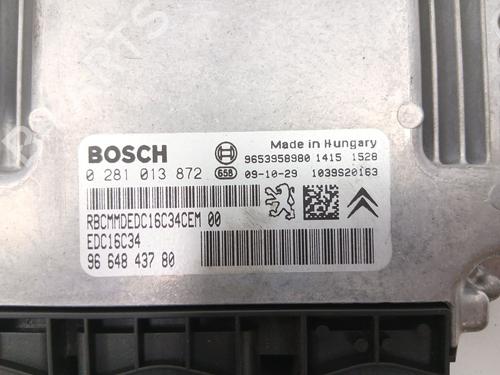 BOSCH
Made in Hungary
9653958980 1415 1528
0 281 013 872
658
09-10-29 1039S20163
RBCMMDEDC16C34CEM 00
EDC16C34
96 648 437 80